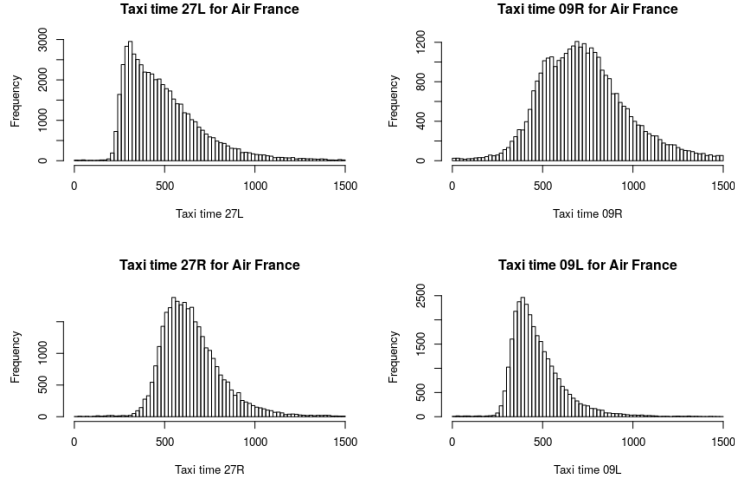 Taxi time 27L for Air France
Frequency
0 1000 2000 3000
0 500 1000 1500
Taxi time 27L
Taxi time 09R for Air France
Frequency
0 400 800 1200
0 500 1000 1500
Taxi time 09R
Taxi time 27R for Air France
Frequency
0 500 1000
0 500 1000 1500
Taxi time 27R
Taxi time 09L for Air France
Frequency
0 500 1500 2500
0 500 1000 1500
Taxi time 09L